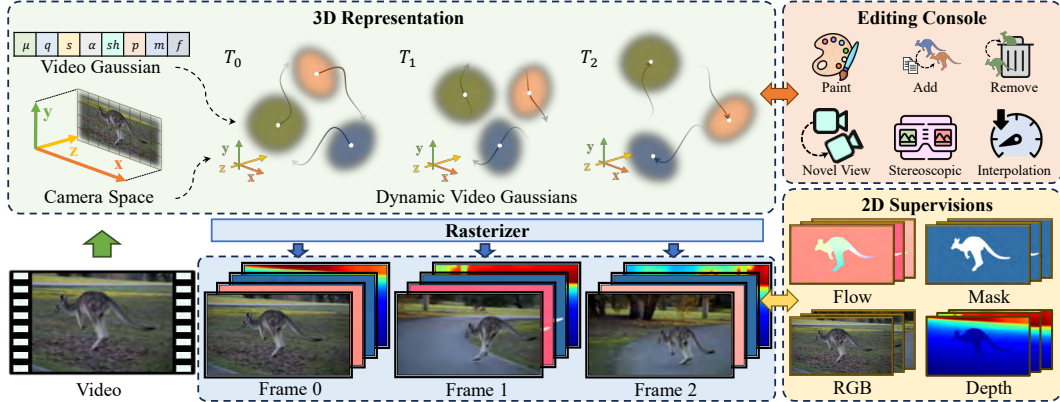 3D Representation
μ q s α sh p m f
Video Gaussian
y
z
x
Camera Space
T0
y
z
x
T1
y
z
x
T2
y
z
x
Dynamic Video Gaussians
Editing Console
Paint
Add
Remove
Novel View
Stereoscopic
Interpolation
Rasterizer
Video
Frame 0
Frame 1
Frame 2
2D Supervisions
Flow
Mask
RGB
Depth